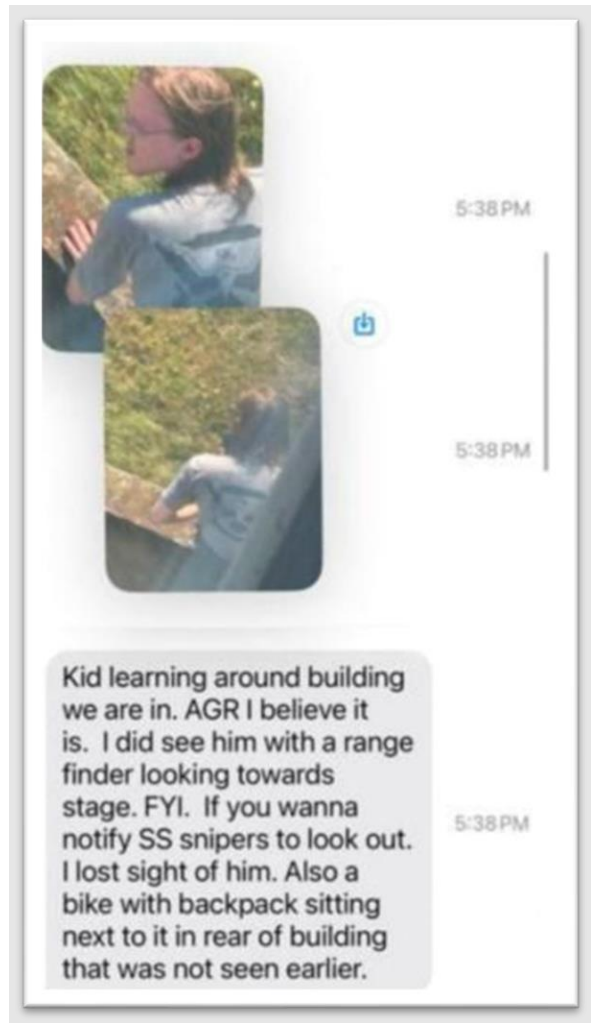 5:38 PM
5:38 PM
Kid learning around building
we are in. AGR I believe it
is. I did see him with a range
finder looking towards
stage. FYI. If you wanna
notify SS snipers to look out.
I lost sight of him. Also a
bike with backpack sitting
next to it in rear of building
that was not seen earlier.
5:38 PM